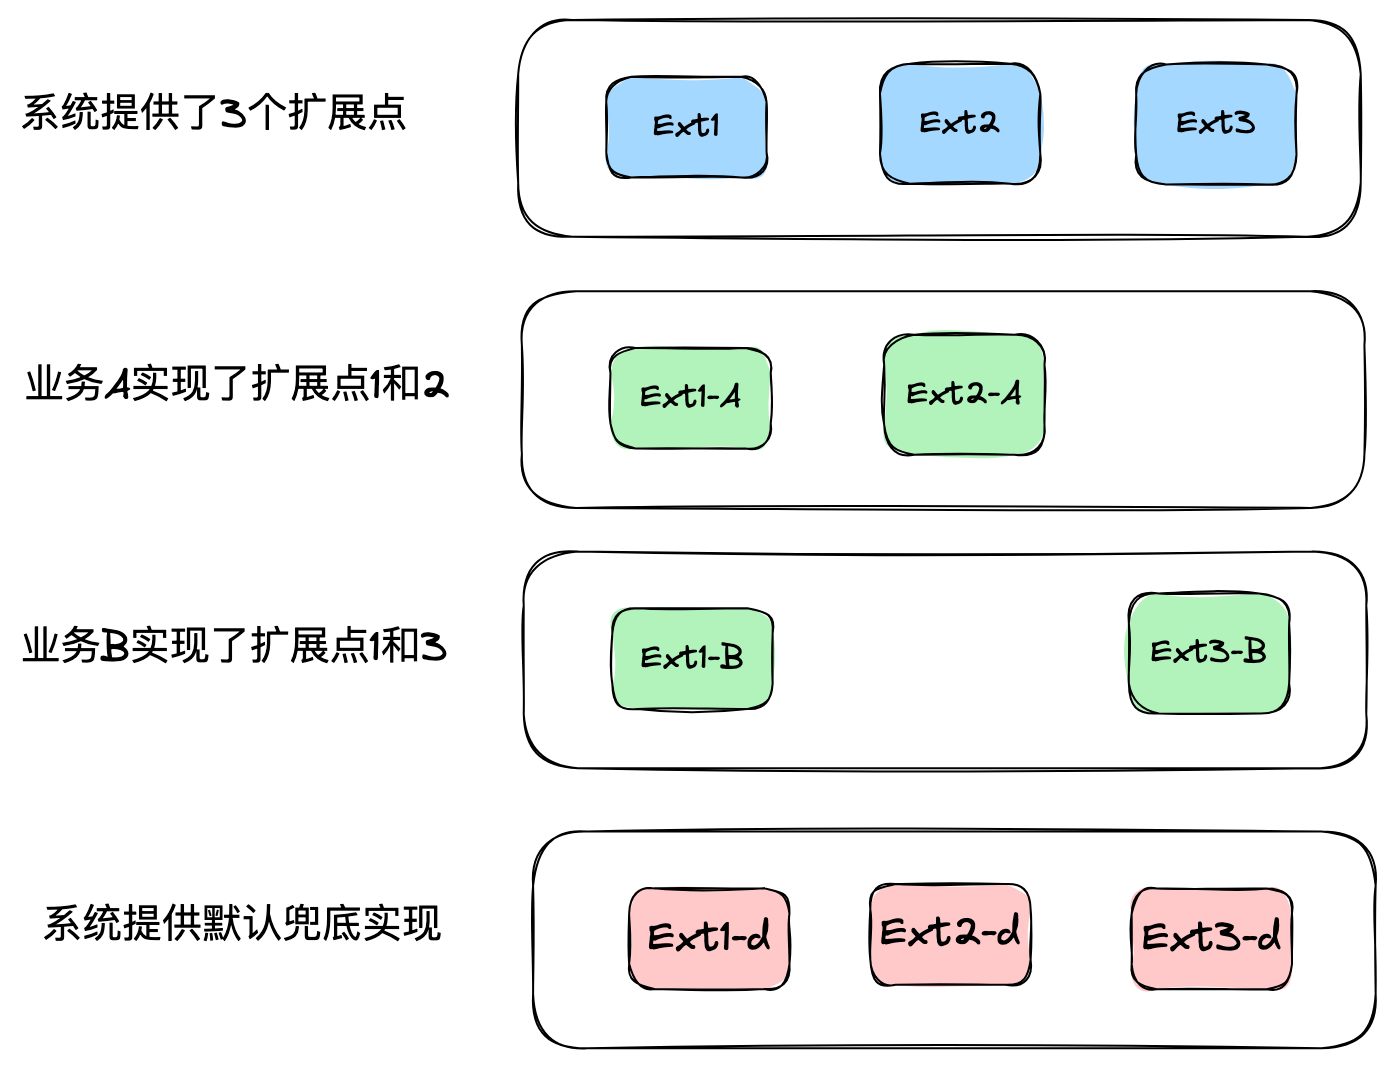 系统提供了3个扩展点
Ext1
Ext2
Ext3
业务A实现了扩展点1和2
Ext1-A
Ext2-A
业务B实现了扩展点1和3
Ext1-B
Ext3-B
系统提供默认兜底实现
Ext1-d
Ext2-d
Ext3-d